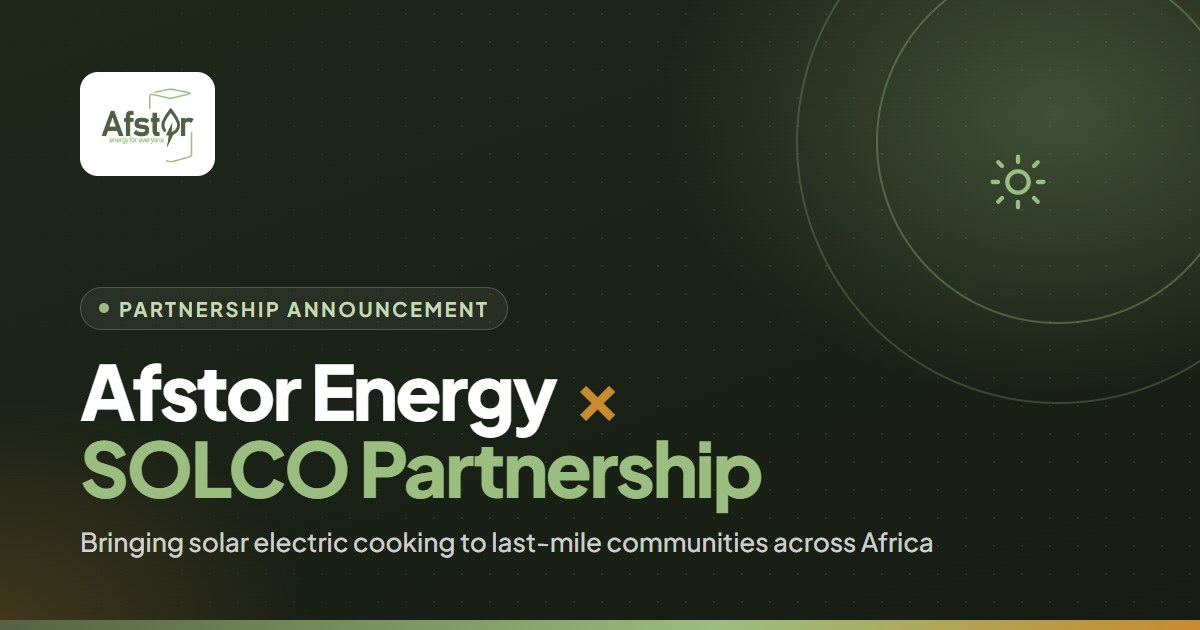 Afstor
energy for everyone
PARTNERSHIP ANNOUNCEMENT
Afstor Energy ×
SOLCO Partnership
Bringing solar electric cooking to last-mile communities across Africa